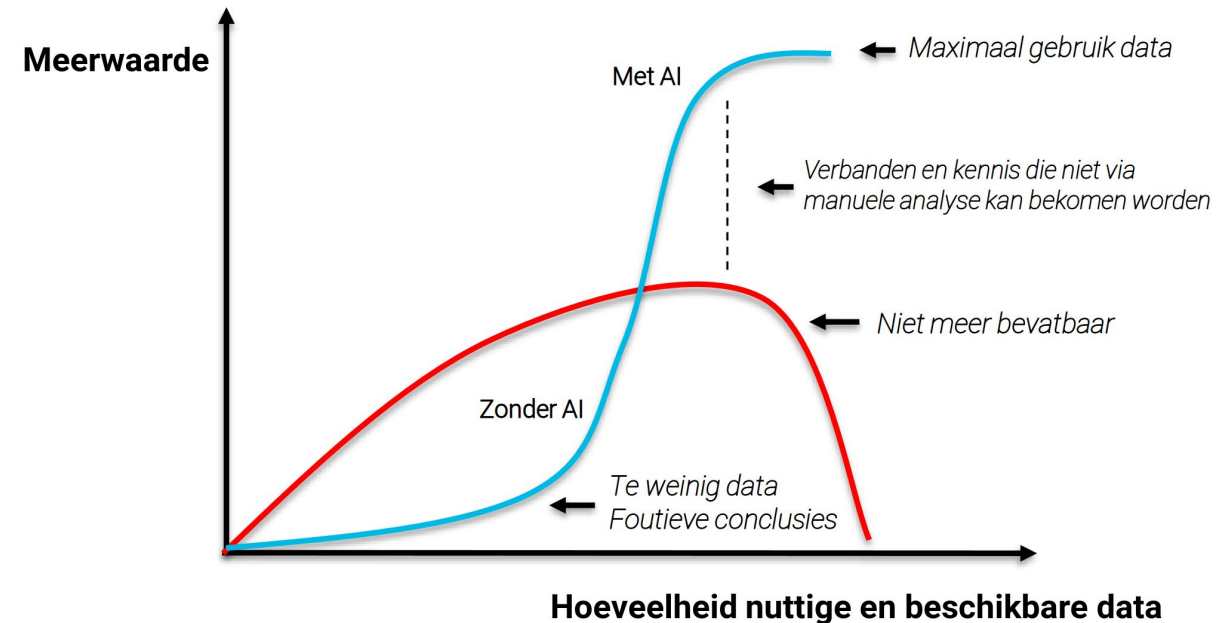 Meerwaarde
Maximaal gebruik data
Met AI
Verbanden en kennis die niet via
manuele analyse kan bekomen worden
Niet meer bevatbaar
Zonder AI
Te weinig data
Foutieve conclusies
Hoeveelheid nuttige en beschikbare data